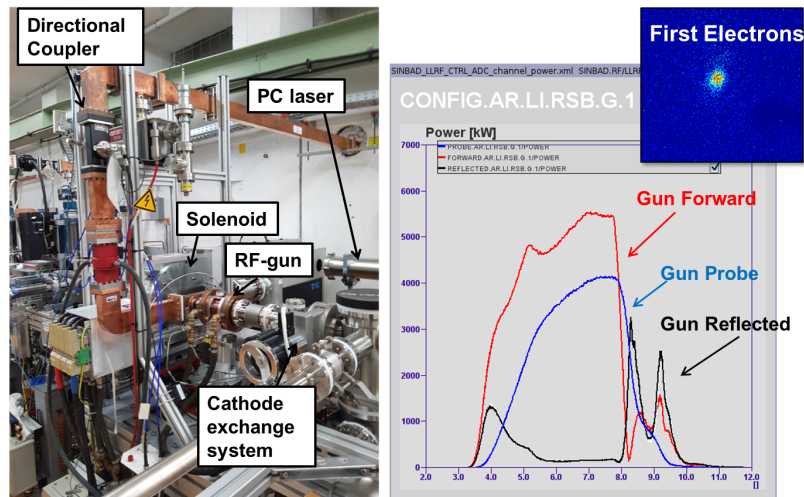 Directional
Coupler
PC laser
Solenoid
RF-gun
Cathode
exchange
system
First Electrons
SINBAD_LLRF_CTRL_ADC_channel_power.xml SINBAD.RF/LLRF
CONFIG.AR.LI.RSB.G.1
Power [kW]
PROBE.AR.LI.RSB.G.1/POWER
FORWARD.AR.LI.RSB.G.1/POWER
REFLECTED.AR.LI.RSB.G.1/POWER
7000
6000
5000
4000
3000
2000
1000
0
Gun Forward
Gun Probe
Gun Reflected
2.0 3.0 4.0 5.0 6.0 7.0 8.0 9.0 10.0 11.0 12.0
[]